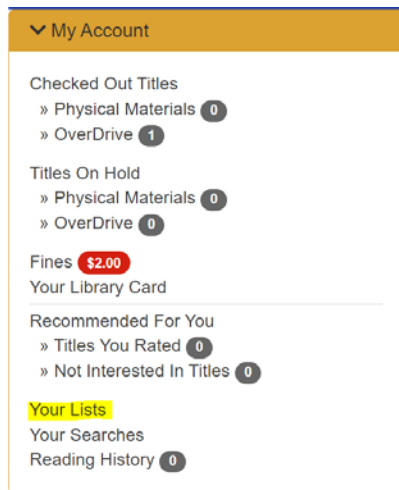 My Account
Checked Out Titles
» Physical Materials 0
» OverDrive 1
Titles On Hold
» Physical Materials 0
» OverDrive 0
Fines $2.00
Your Library Card
Recommended For You
» Titles You Rated 0
» Not Interested In Titles 0
Your Lists
Your Searches
Reading History 0